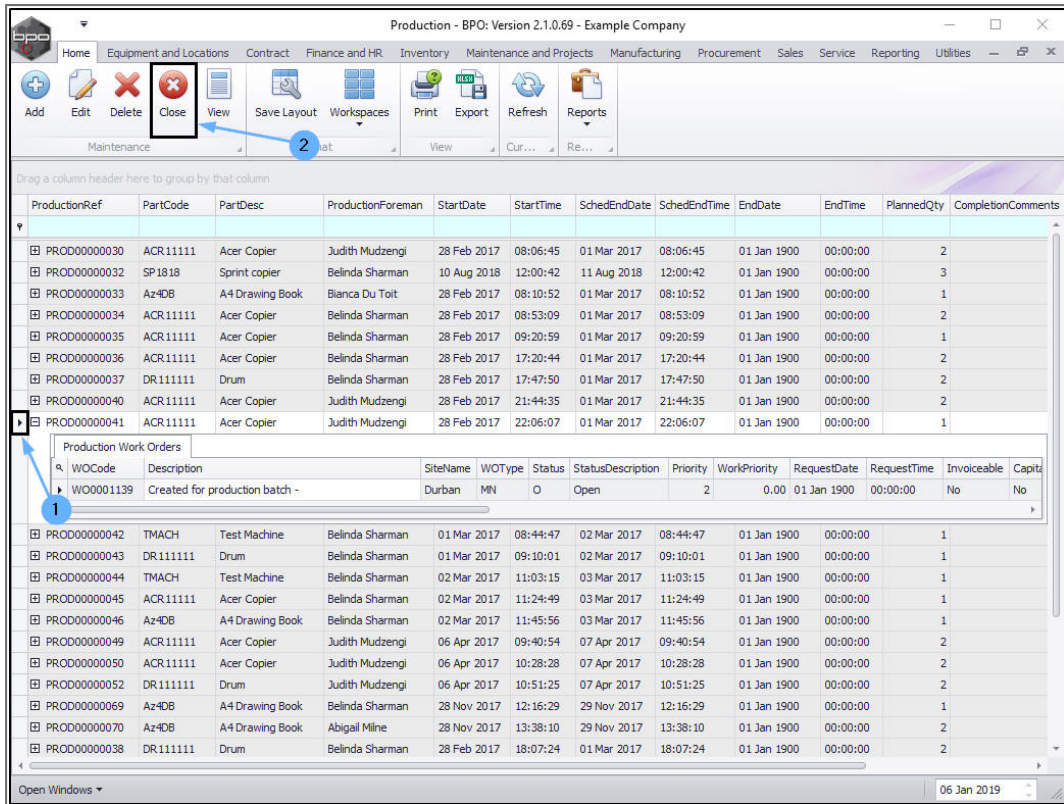 Production - BPO: Version 2.1.0.69 - Example Company
bpo
Home Equipment and Locations Contract Finance and HR Inventory Maintenance and Projects Manufacturing Procurement Sales Service Reporting Utilities
Add Edit Delete Close View Save Layout Workspaces Print Export Refresh Reports
Maintenance 2 mat View Cur... Re...
Drag a column header here to group by that column
ProductionRef PartCode PartDesc ProductionForeman StartDate StartTime SchedEndDate SchedEndTime EndDate EndTime PlannedQty CompletionComments
PROD00000030 ACR11111 Acer Copier Judith Mudzengi 28 Feb 2017 08:06:45 01 Mar 2017 08:06:45 01 Jan 1900 00:00:00 2
PROD00000032 SP1818 Sprint copier Belinda Sharman 10 Aug 2018 12:00:42 11 Aug 2018 12:00:42 01 Jan 1900 00:00:00 3
PROD00000033 Az4DB A4 Drawing Book Bianca Du Toit 28 Feb 2017 08:10:52 01 Mar 2017 08:10:52 01 Jan 1900 00:00:00 1
PROD00000034 ACR11111 Acer Copier Belinda Sharman 28 Feb 2017 08:53:09 01 Mar 2017 08:53:09 01 Jan 1900 00:00:00 2
PROD00000035 ACR11111 Acer Copier Belinda Sharman 28 Feb 2017 09:20:59 01 Mar 2017 09:20:59 01 Jan 1900 00:00:00 1
PROD00000036 ACR11111 Acer Copier Belinda Sharman 28 Feb 2017 17:20:44 01 Mar 2017 17:20:44 01 Jan 1900 00:00:00 2
PROD00000037 DR111111 Drum Belinda Sharman 28 Feb 2017 17:47:50 01 Mar 2017 17:47:50 01 Jan 1900 00:00:00 2
PROD00000040 ACR11111 Acer Copier Judith Mudzengi 28 Feb 2017 21:44:35 01 Mar 2017 21:44:35 01 Jan 1900 00:00:00 2
PROD00000041 ACR11111 Acer Copier Judith Mudzengi 28 Feb 2017 22:06:07 01 Mar 2017 22:06:07 01 Jan 1900 00:00:00 1
Production Work Orders
WOCode Description SiteName WOType Status StatusDescription Priority WorkPriority RequestDate RequestTime Invoiceable Capita
WO0001139 Created for production batch - Durban MN O Open 2 0.00 01 Jan 1900 00:00:00 No No
1
PROD00000042 TMACH Test Machine Belinda Sharman 01 Mar 2017 08:44:47 02 Mar 2017 08:44:47 01 Jan 1900 00:00:00 1
PROD00000043 DR111111 Drum Belinda Sharman 01 Mar 2017 09:10:01 02 Mar 2017 09:10:01 01 Jan 1900 00:00:00 1
PROD00000044 TMACH Test Machine Belinda Sharman 02 Mar 2017 11:03:15 03 Mar 2017 11:03:15 01 Jan 1900 00:00:00 1
PROD00000045 ACR11111 Acer Copier Belinda Sharman 02 Mar 2017 11:24:49 03 Mar 2017 11:24:49 01 Jan 1900 00:00:00 1
PROD00000046 Az4DB A4 Drawing Book Belinda Sharman 02 Mar 2017 11:45:56 03 Mar 2017 11:45:56 01 Jan 1900 00:00:00 1
PROD00000049 ACR11111 Acer Copier Judith Mudzengi 06 Apr 2017 09:40:54 07 Apr 2017 09:40:54 01 Jan 1900 00:00:00 2
PROD00000050 ACR11111 Acer Copier Judith Mudzengi 06 Apr 2017 10:28:28 07 Apr 2017 10:28:28 01 Jan 1900 00:00:00 2
PROD00000052 DR111111 Drum Judith Mudzengi 06 Apr 2017 10:51:25 07 Apr 2017 10:51:25 01 Jan 1900 00:00:00 2
PROD00000069 Az4DB A4 Drawing Book Belinda Sharman 28 Nov 2017 12:16:29 29 Nov 2017 12:16:29 01 Jan 1900 00:00:00 1
PROD00000070 Az4DB A4 Drawing Book Abigail Milne 28 Nov 2017 13:38:10 29 Nov 2017 13:38:10 01 Jan 1900 00:00:00 2
PROD00000038 DR111111 Drum Belinda Sharman 28 Feb 2017 18:07:24 01 Mar 2017 18:07:24 01 Jan 1900 00:00:00 2
Open Windows 06 Jan 2019